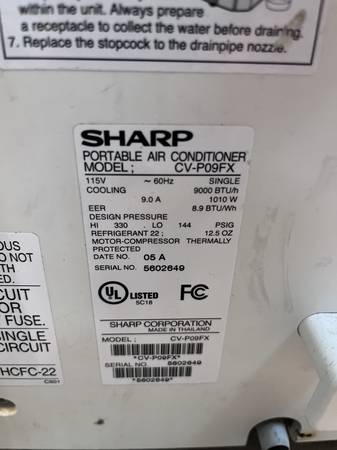 within the unit. Always prepare
a receptacle to collect the water before draining.
7. Replace the stopcock to the drainpipe nozzle.
SHARP
PORTABLE AIR CONDITIONER
MODEL ; CV-P09FX
115V ~ 60Hz SINGLE
COOLING 9000 BTU/h
9.0 A 1010 W
EER 8.9 BTU/Wh
DESIGN PRESSURE
HI 330 . LO 144 PSIG
REFRIGERANT 22 ; 12.5 OZ
MOTOR-COMPRESSOR THERMALLY
PROTECTED
DATE NO. 05 A
SERIAL NO. 5602649
UL LISTED
5C18
FC
SHARP CORPORATION
MADE IN THAILAND
MODEL ; CV-P09FX
*CV-P09FX*
SERIAL NO. 5602649
*5602649*
OUS
DO NOT
TH
ED.
CUIT
OR
FUSE.
SINGLE
CIRCUIT
HCFC-22